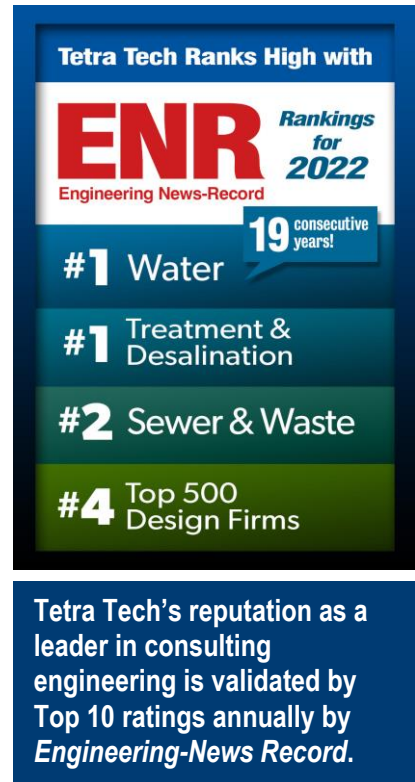 Tetra Tech Ranks High with
ENR
Engineering News-Record
Rankings
for
2022
19 consecutive
years!
#1 Water
#1 Treatment &
Desalination
#2 Sewer & Waste
#4 Top 500
Design Firms
Tetra Tech's reputation as a
leader in consulting
engineering is validated by
Top 10 ratings annually by
Engineering-News Record.